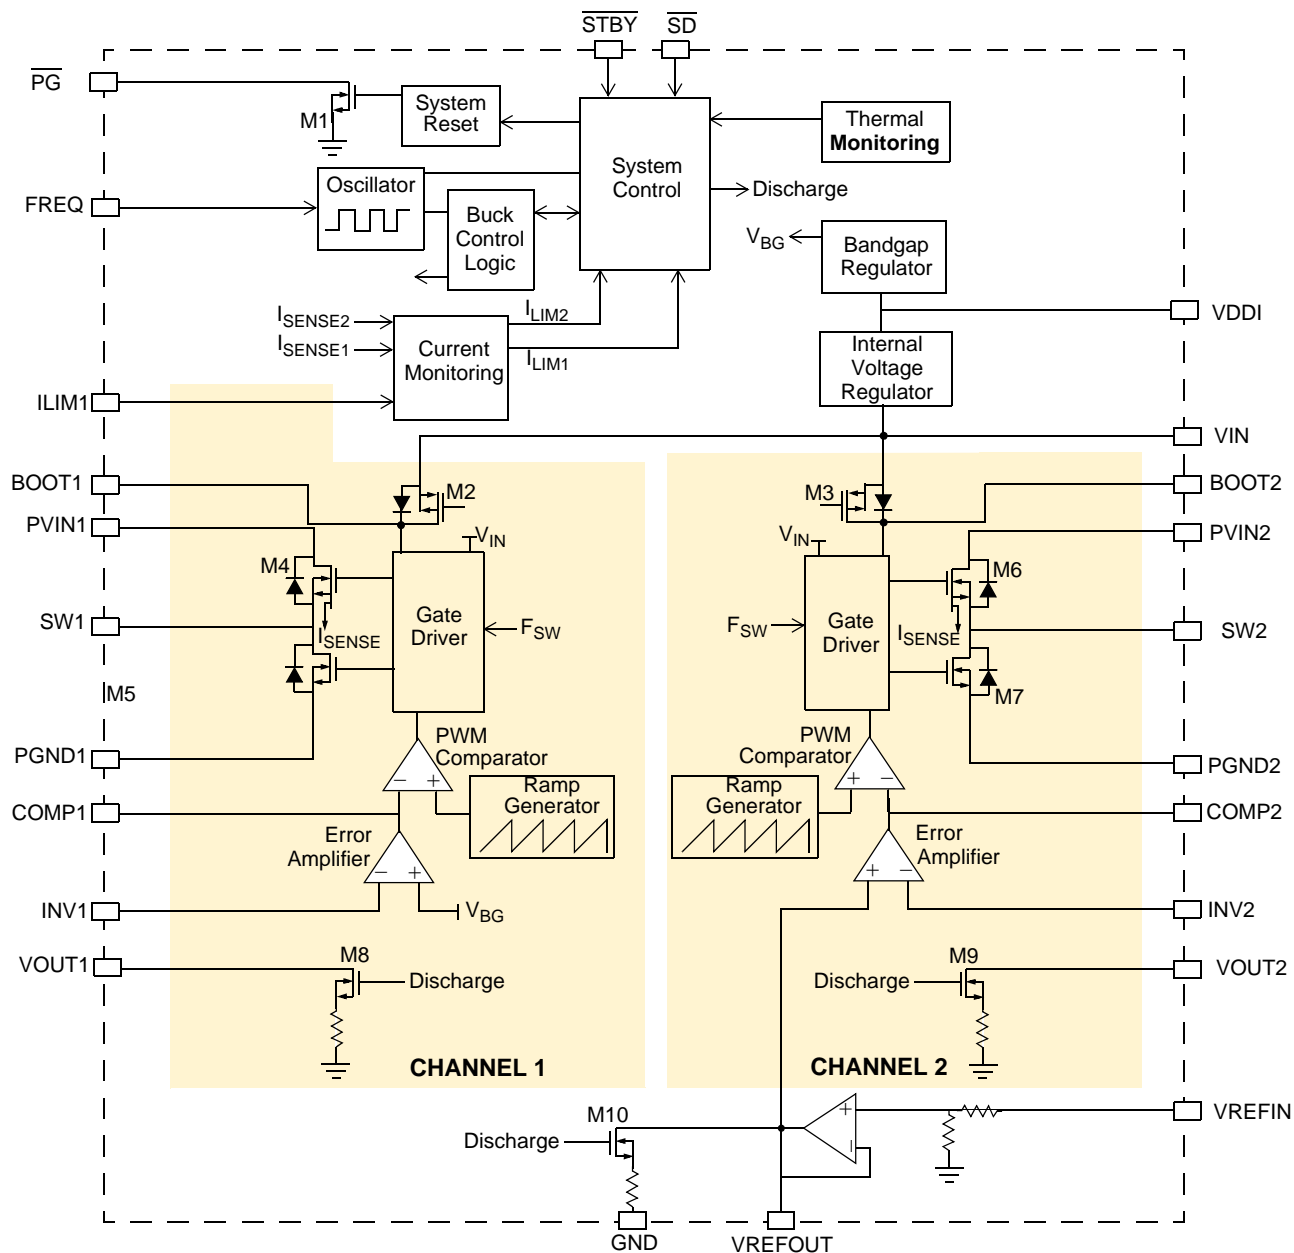 STBY
SD
PG
M1
System
Reset
System
Control
Thermal
Monitoring
Discharge
FREQ
Oscillator
Buck
Control
Logic
VBG
Bandgap
Regulator
VDDI
ISENSE2
ISENSE1
ILIM2
ILIM1
Current
Monitoring
Internal
Voltage
Regulator
ILIM1
VIN
BOOT1
M2
M3
BOOT2
PVIN1
VIN
VIN
PVIN2
M4
M6
SW1
ISENSE
Gate
Driver
FSW
FSW
Gate
Driver
ISENSE
SW2
M5
M7
PGND1
PWM
Comparator
PWM
Comparator
PGND2
COMP1
Ramp
Generator
Ramp
Generator
COMP2
Error
Amplifier
Error
Amplifier
- +
+ -
- +
+ -
INV1
VBG
INV2
VOUT1
M8
Discharge
Discharge
M9
VOUT2
CHANNEL 1
CHANNEL 2
M10
Discharge
+
-
VREFIN
GND
VREFOUT